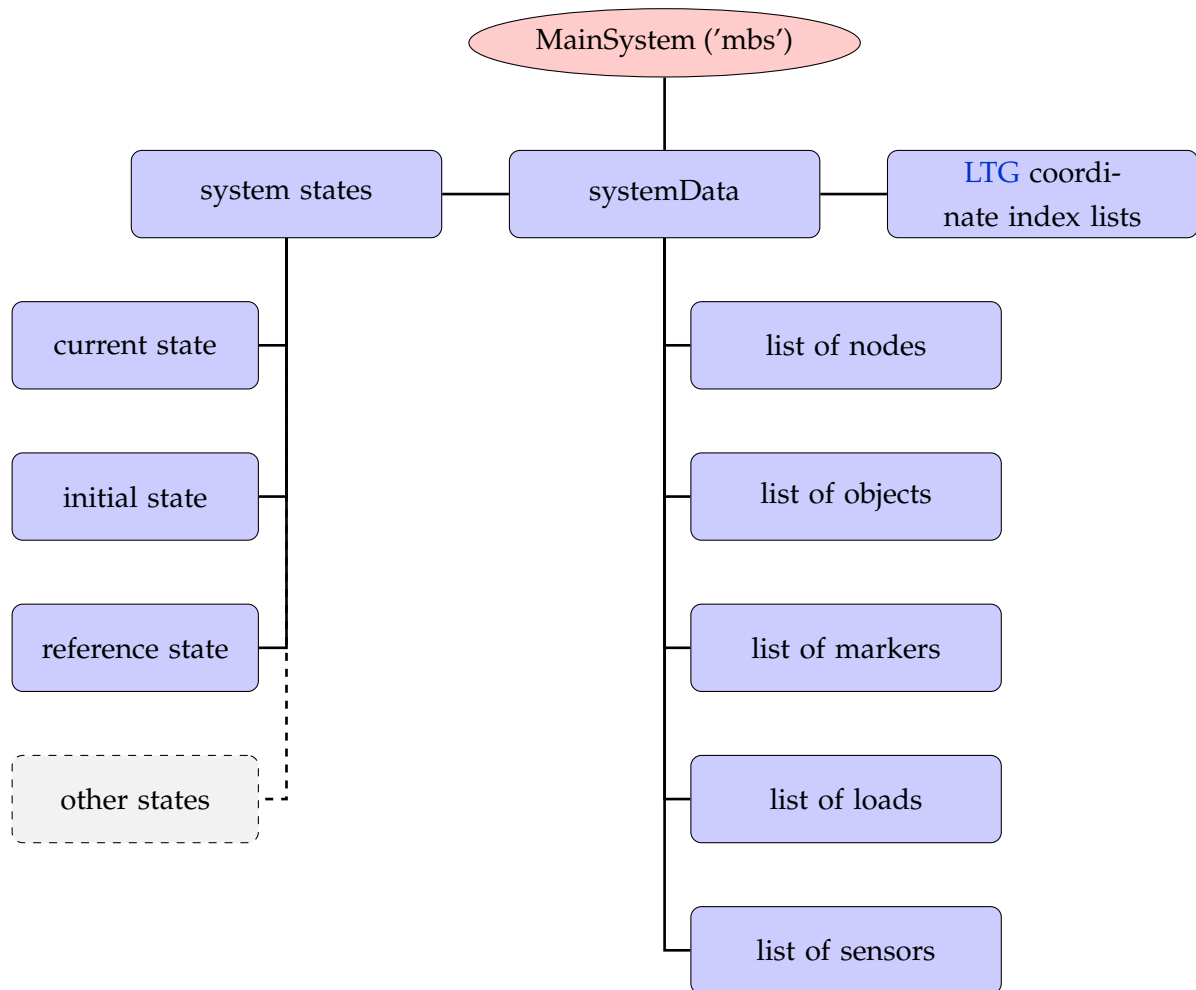 MainSystem (’mbs’)
system states
systemData
LTG coordi-
nate index lists
current state
list of nodes
initial state
list of objects
reference state
list of markers
other states
list of loads
list of sensors